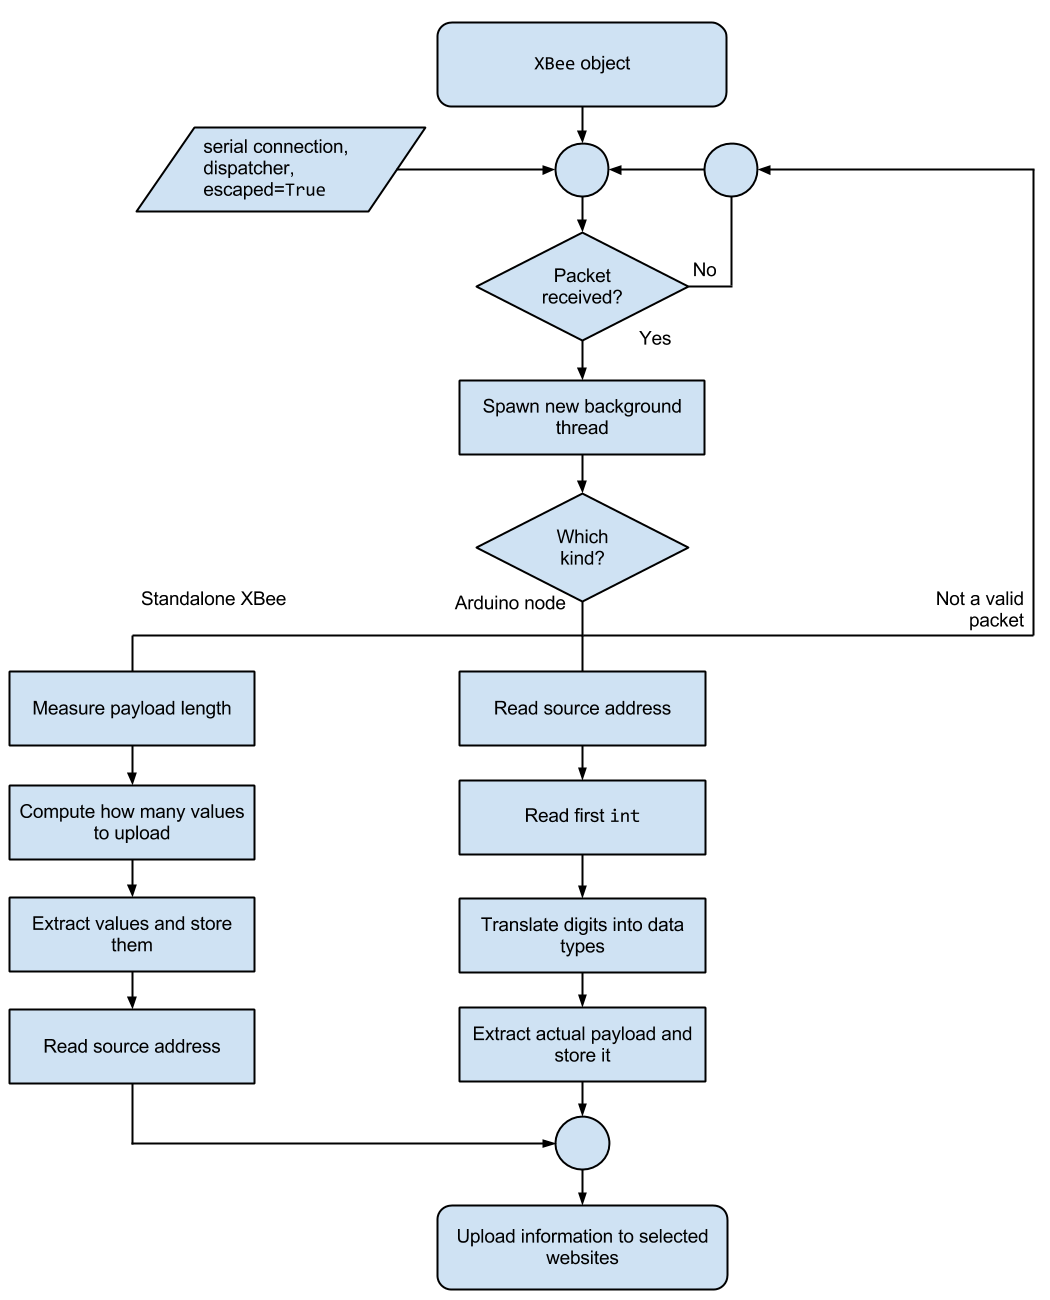 XBee object
serial connection,
dispatcher,
escaped=True
Packet
received?
No
Yes
Spawn new background
thread
Which
kind?
Standalone XBee
Arduino node
Not a valid
packet
Measure payload length
Read source address
Compute how many values
to upload
Read first int
Extract values and store
them
Translate digits into data
types
Read source address
Extract actual payload and
store it
Upload information to selected
websites